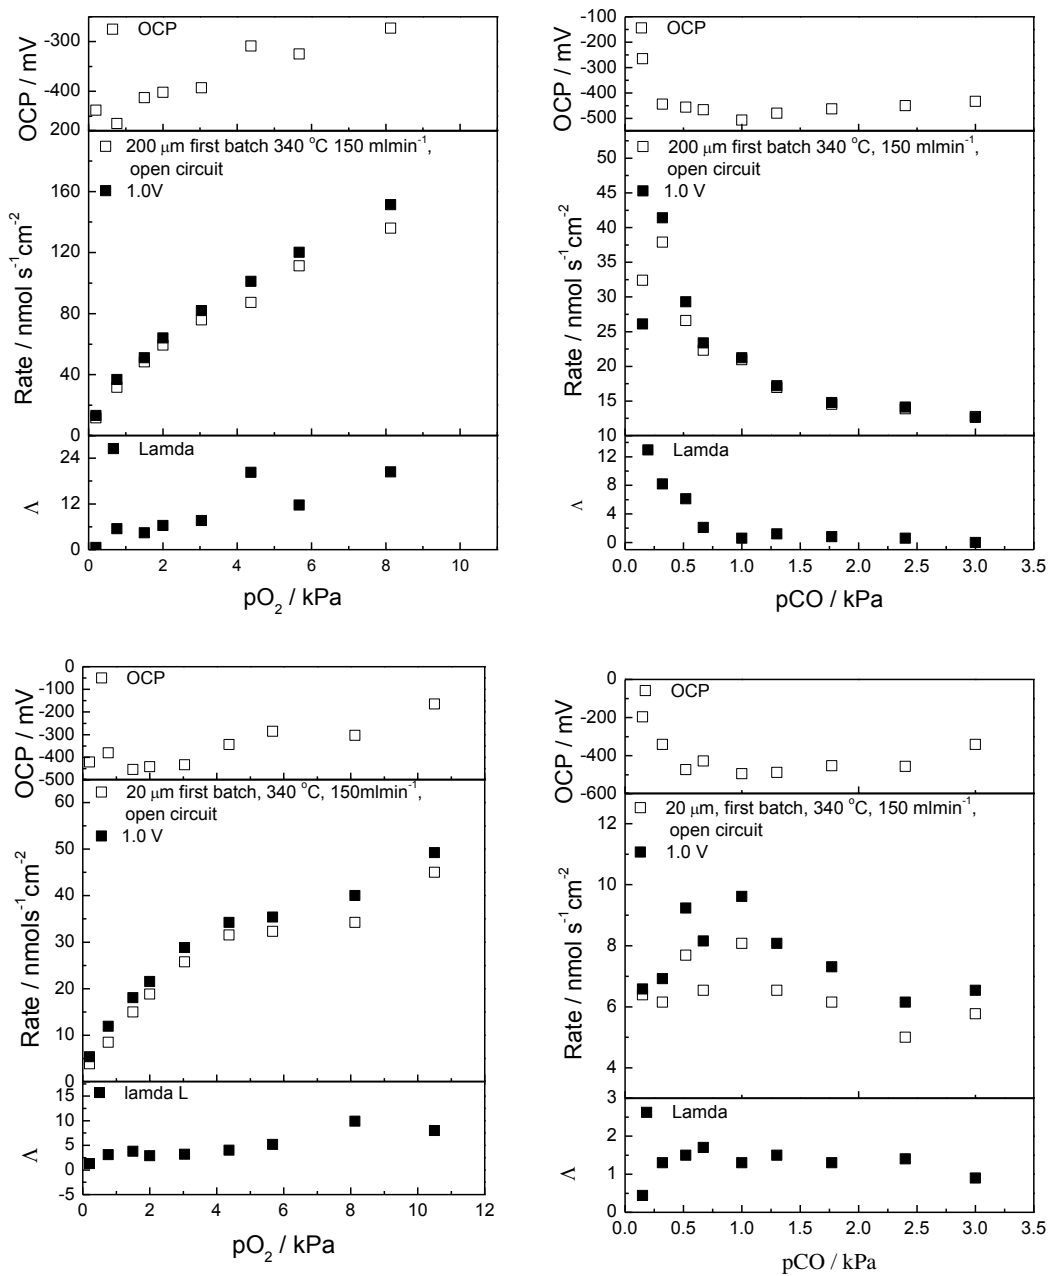 OCP / mV
-300
-400
200
OCP
Rate / nmol s⁻¹cm⁻²
160
120
80
40
0
200 μm first batch 340 °C 150 mlmin⁻¹,
open circuit
1.0V
Λ
24
12
0
Lamda
0 2 4 6 8 10
pO₂ / kPa
OCP / mV
-100
-200
-300
-400
-500
OCP
Rate / nmol s⁻¹cm⁻²
50
45
40
35
30
25
20
15
10
200 μm first batch 340 °C, 150 mlmin⁻¹,
open circuit
1.0 V
Λ
12
8
4
0
Lamda
0.0 0.5 1.0 1.5 2.0 2.5 3.0 3.5
pCO / kPa
OCP / mV
0
-100
-200
-300
-400
-500
OCP
Rate / nmols⁻¹cm⁻²
60
50
40
30
20
10
0
20 μm first batch, 340 °C, 150mlmin⁻¹,
open circuit
1.0 V
Λ
15
10
5
0
-5
lamda L
0 2 4 6 8 10 12
pO₂ / kPa
OCP / mV
0
-200
-400
-600
OCP
Rate / nmol s⁻¹cm⁻²
12
10
8
6
4
3
20 μm, first batch, 340 °C, 150 mlmin⁻¹,
open circuit
1.0 V
Λ
2
1
0
Lamda
0.0 0.5 1.0 1.5 2.0 2.5 3.0 3.5
pCO / kPa